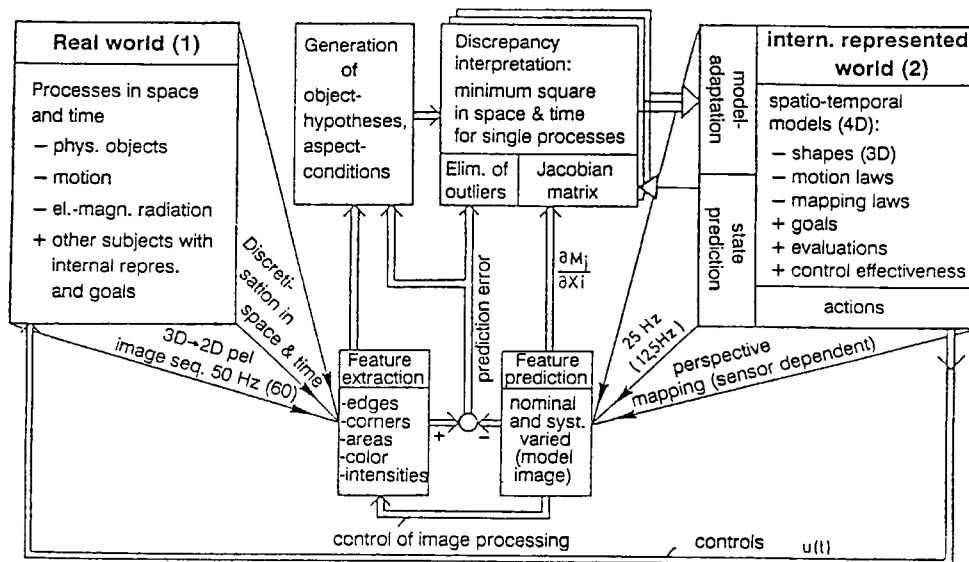 Real world (1)
Processes in space
and time
– phys. objects
– motion
– el.-magn. radiation
+ other subjects with
internal repres.
and goals
Generation
of
object-
hypotheses,
aspect-
conditions
Discrepancy
interpretation:
minimum square
in space & time
for single processes
Elim. of
outliers
Jacobian
matrix
model-
adaptation
state
prediction
intern. represented
world (2)
spatio-temporal
models (4D):
– shapes (3D)
– motion laws
– mapping laws
+ goals
+ evaluations
+ control effectiveness
actions
Discreti-
sation in
space & time
3D→2D pel
image seq. 50 Hz (60)
prediction error
∂Mj
∂Xi
25 Hz
(125Hz)
perspective
mapping (sensor dependent)
Feature
extraction
-edges
-corners
-areas
-color
-intensities
+
-
Feature
prediction
nominal
and syst.
varied
(model
image)
control of image processing
controls u(t)